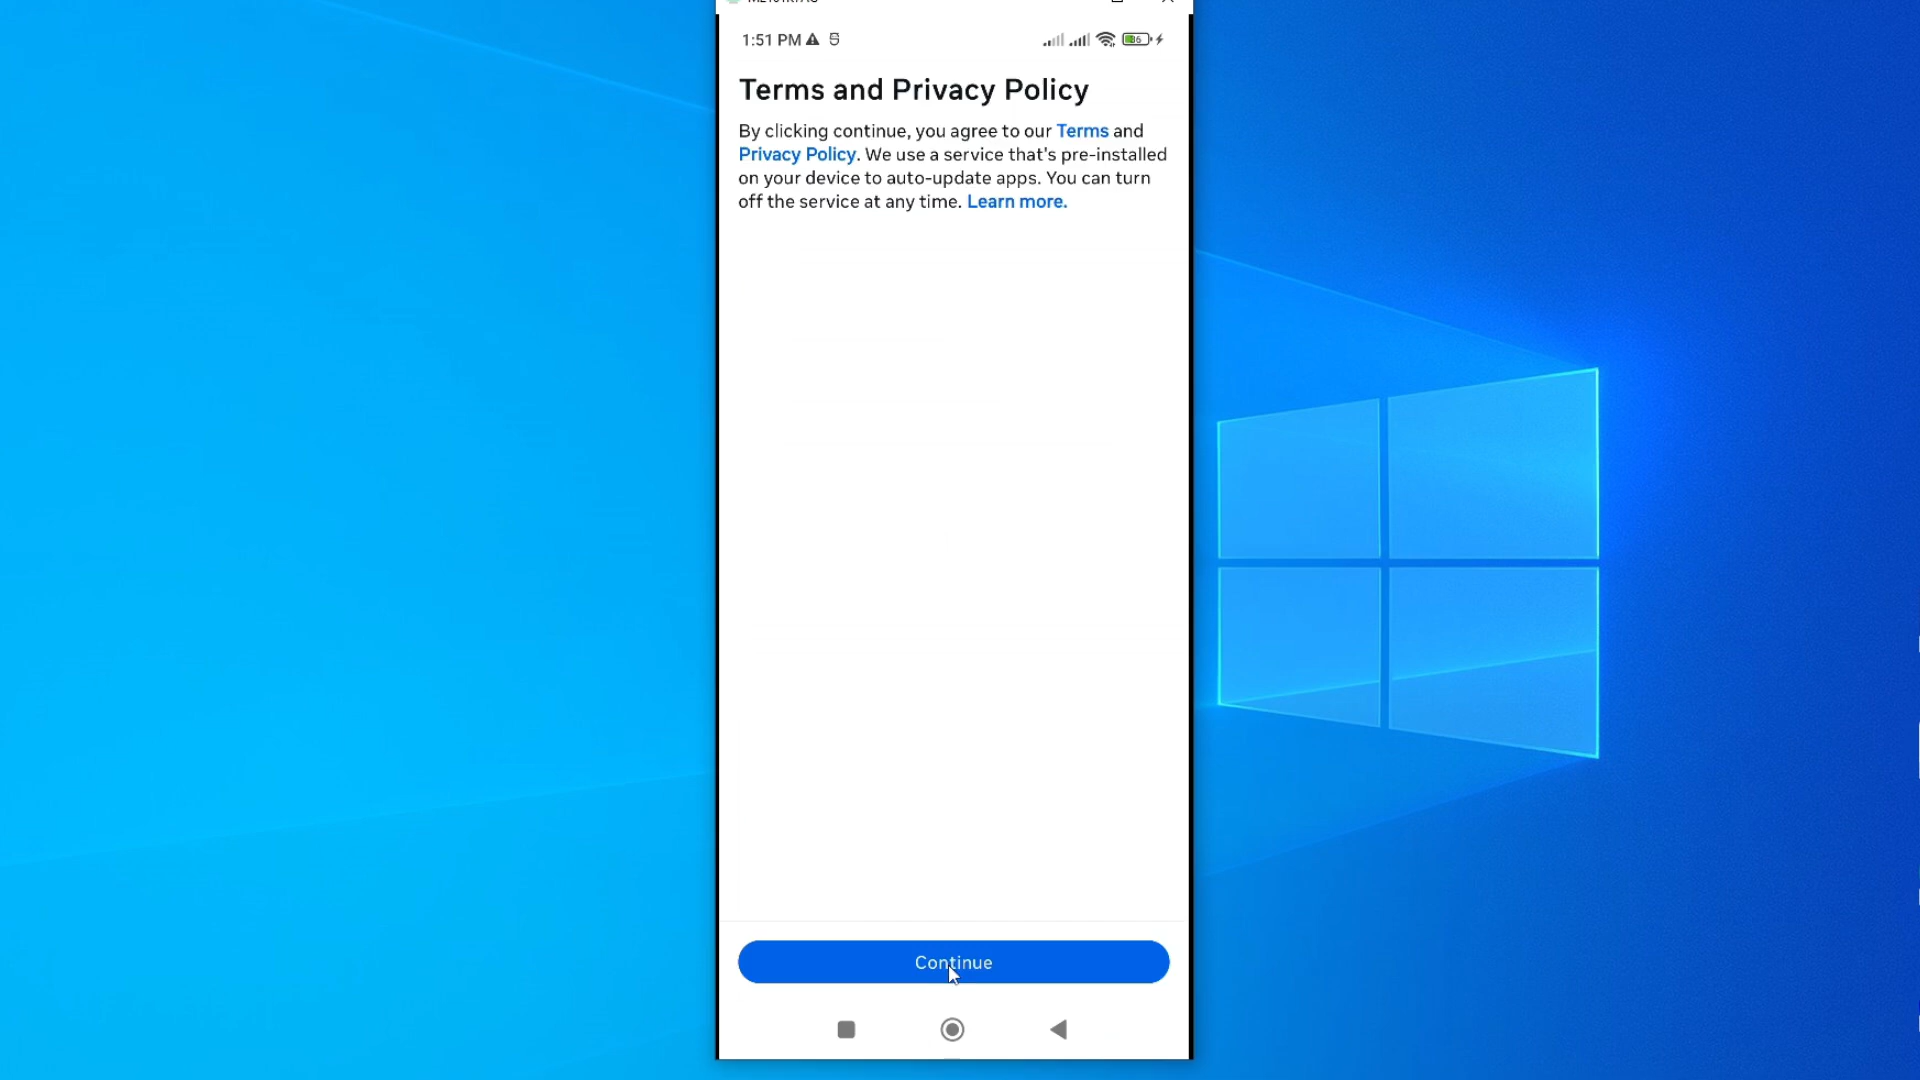 1:51 PM
Terms and Privacy Policy
By clicking continue, you agree to our Terms and
Privacy Policy. We use a service that's pre-installed
on your device to auto-update apps. You can turn
off the service at any time. Learn more.
Continue